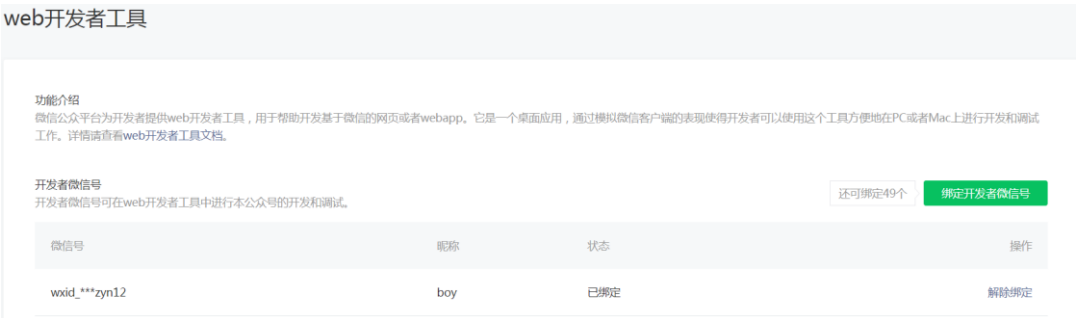 web开发者工具
功能介绍
微信公众平台为开发者提供web开发者工具，用于帮助开发基于微信的网页或者webapp。它是一个桌面应用，通过模拟微信客户端的表现使得开发者可以使用这个工具方便地在PC或者Mac上进行开发和调试
工作。详情请查看web开发者工具文档。
开发者微信号
开发者微信号可在web开发者工具中进行本公众号的开发和调试。
还可绑定49个 绑定开发者微信号
微信号 昵称 状态 操作
wxid_***zyn12 boy 已绑定 解除绑定